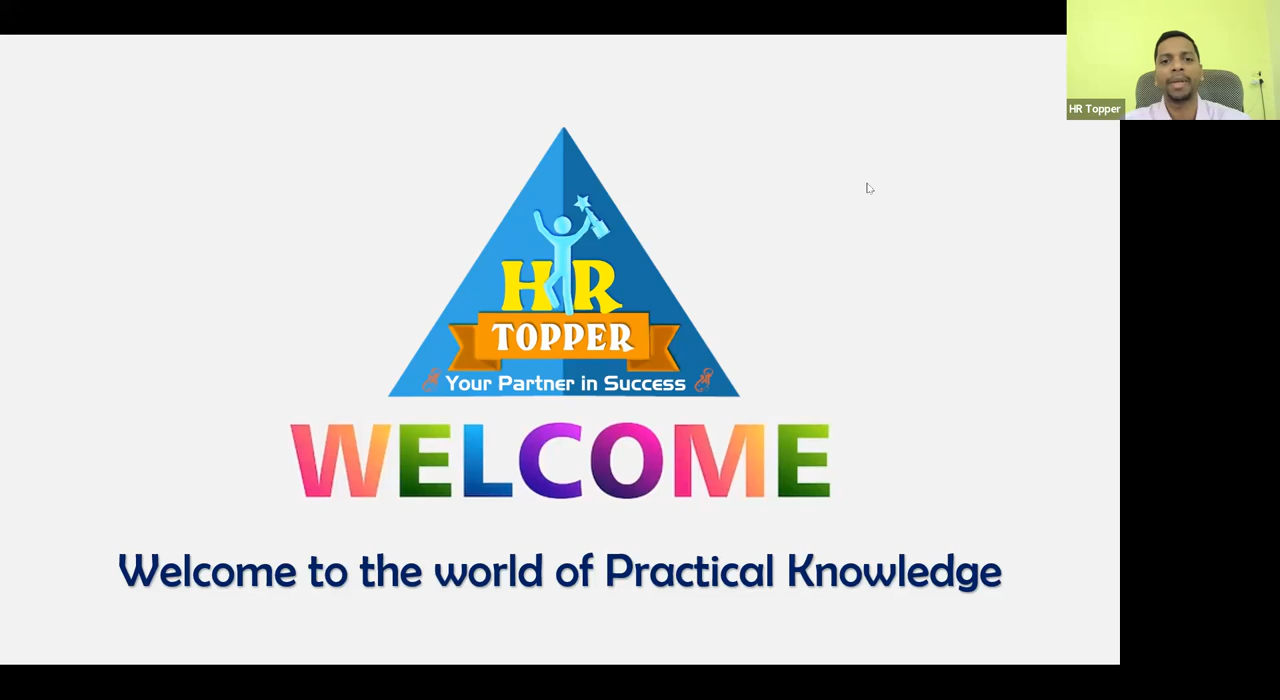 HR Topper
HR
TOPPER
Your Partner in Success
WELCOME
Welcome to the world of Practical Knowledge